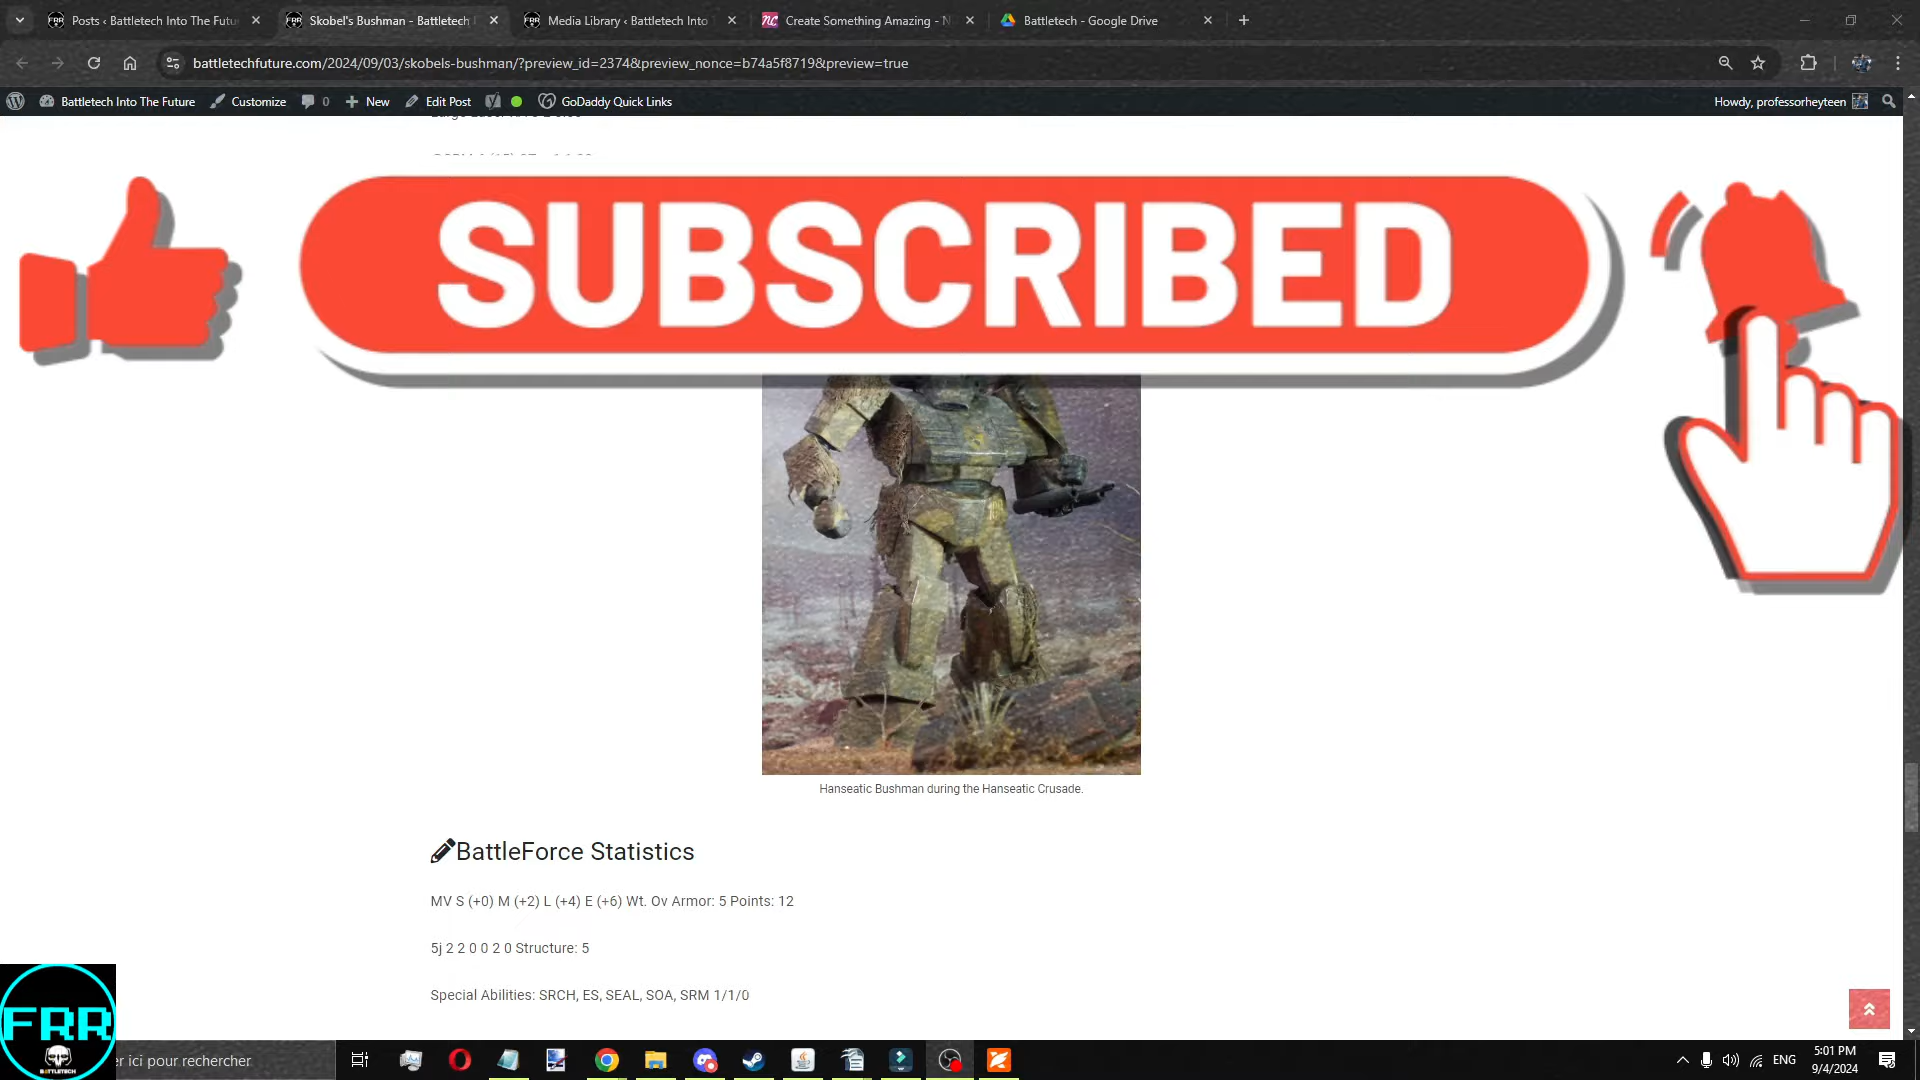 Posts ‹ Battletech Into The Futu
Skobel's Bushman - Battletech
Media Library ‹ Battletech Into
Create Something Amazing - N
Battletech - Google Drive
battletechfuture.com/2024/09/03/skobels-bushman/?preview_id=2374&preview_nonce=b74a5f8719&preview=true
Battletech Into The Future
Customize
0
New
Edit Post
GoDaddy Quick Links
Howdy, professorheyteen
SUBSCRIBED
Hanseatic Bushman during the Hanseatic Crusade.
BattleForce Statistics
MV S (+0) M (+2) L (+4) E (+6) Wt. Ov Armor: 5 Points: 12
5j 2 2 0 0 2 0 Structure: 5
Special Abilities: SRCH, ES, SEAL, SOA, SRM 1/1/0
FRR
BATTLETECH
er ici pour rechercher
ENG
5:01 PM
9/4/2024